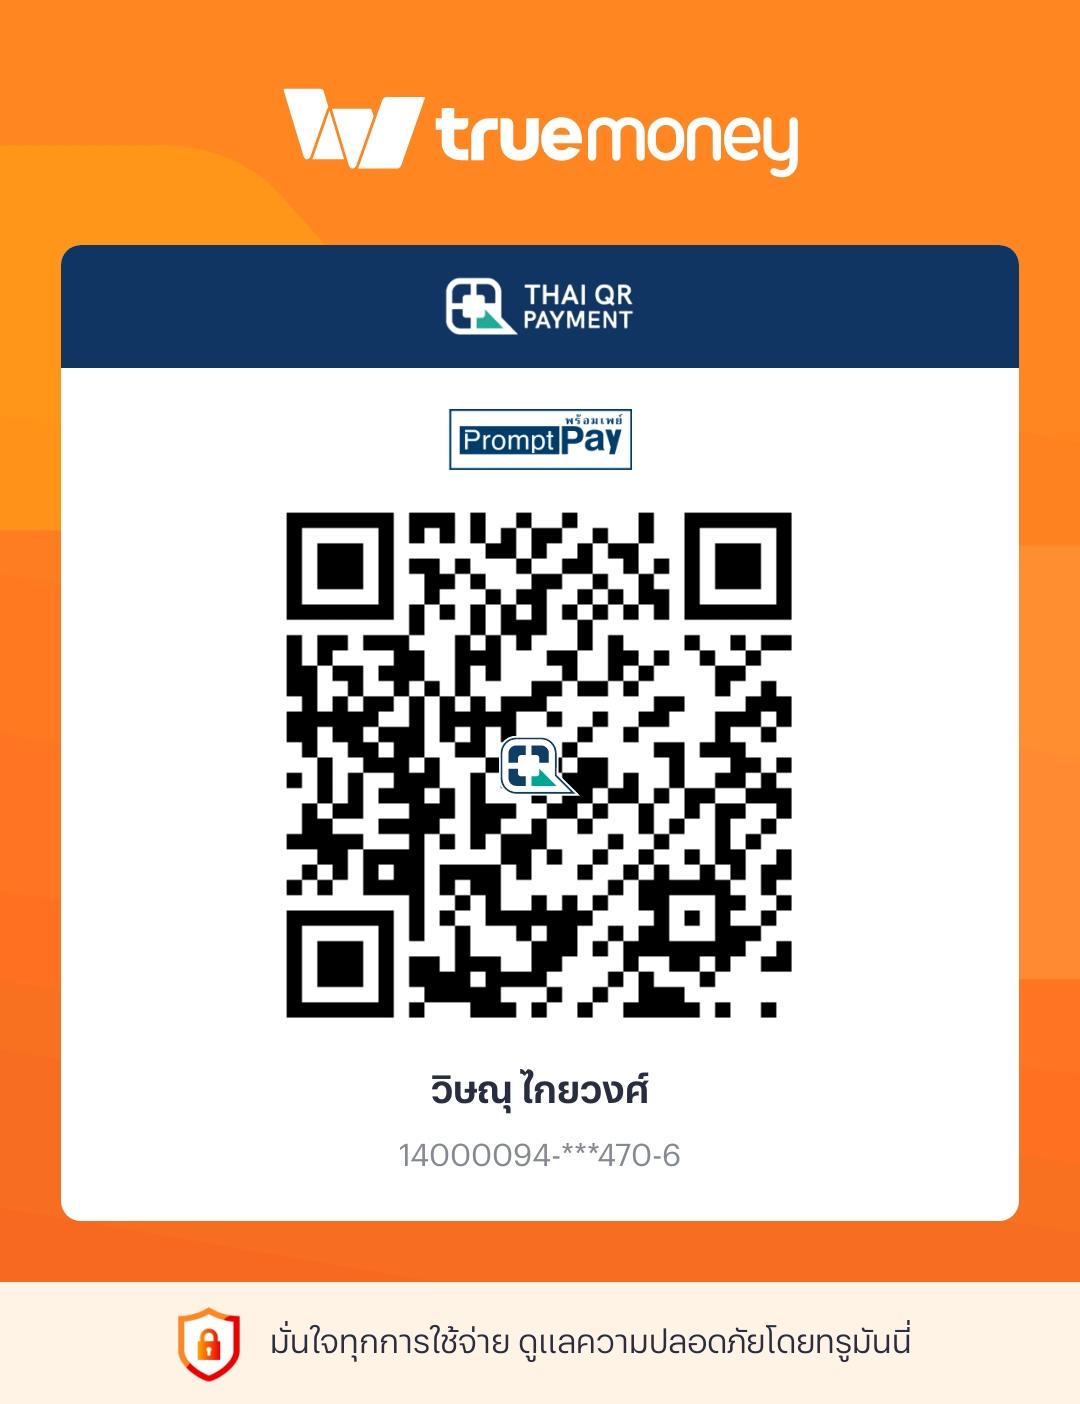 truemoney
THAI QR
PAYMENT
พร้อมเพย์
PromptPay
วิษณุ ไกยวงศ์
14000094-***470-6
มั่นใจทุกการใช้จ่าย ดูแลความปลอดภัยโดยทรูมันนี่